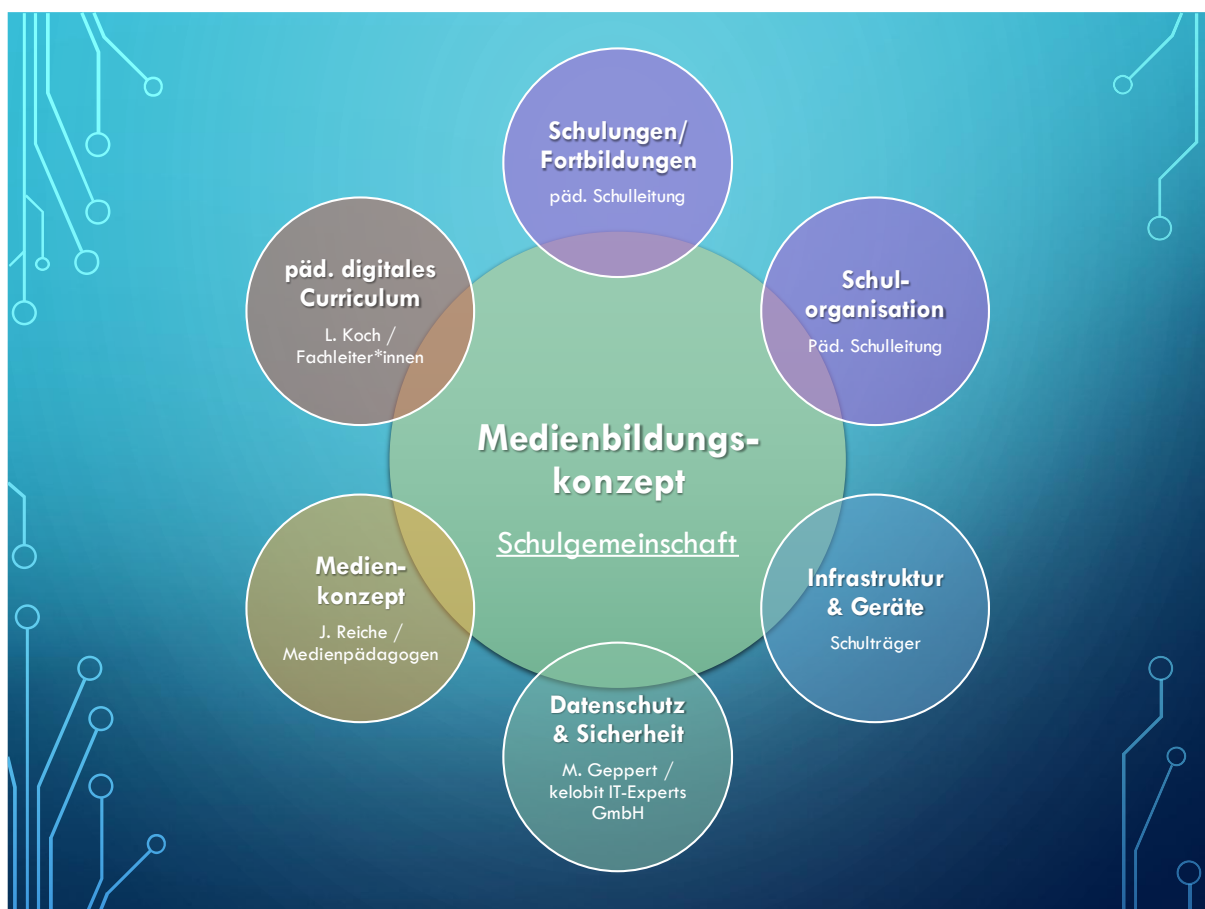 Schulungen/
Fortbildungen
päd. Schulleitung
päd. digitales
Curriculum
L. Koch /
Fachleiter*innen
Schul-
organisation
Päd. Schulleitung
Medienbildungs-
konzept
Schulgemeinschaft
Medien-
konzept
J. Reiche /
Medienpädagogen
Infrastruktur
& Geräte
Schulträger
Datenschutz
& Sicherheit
M. Geppert /
kelobit IT-Experts
GmbH